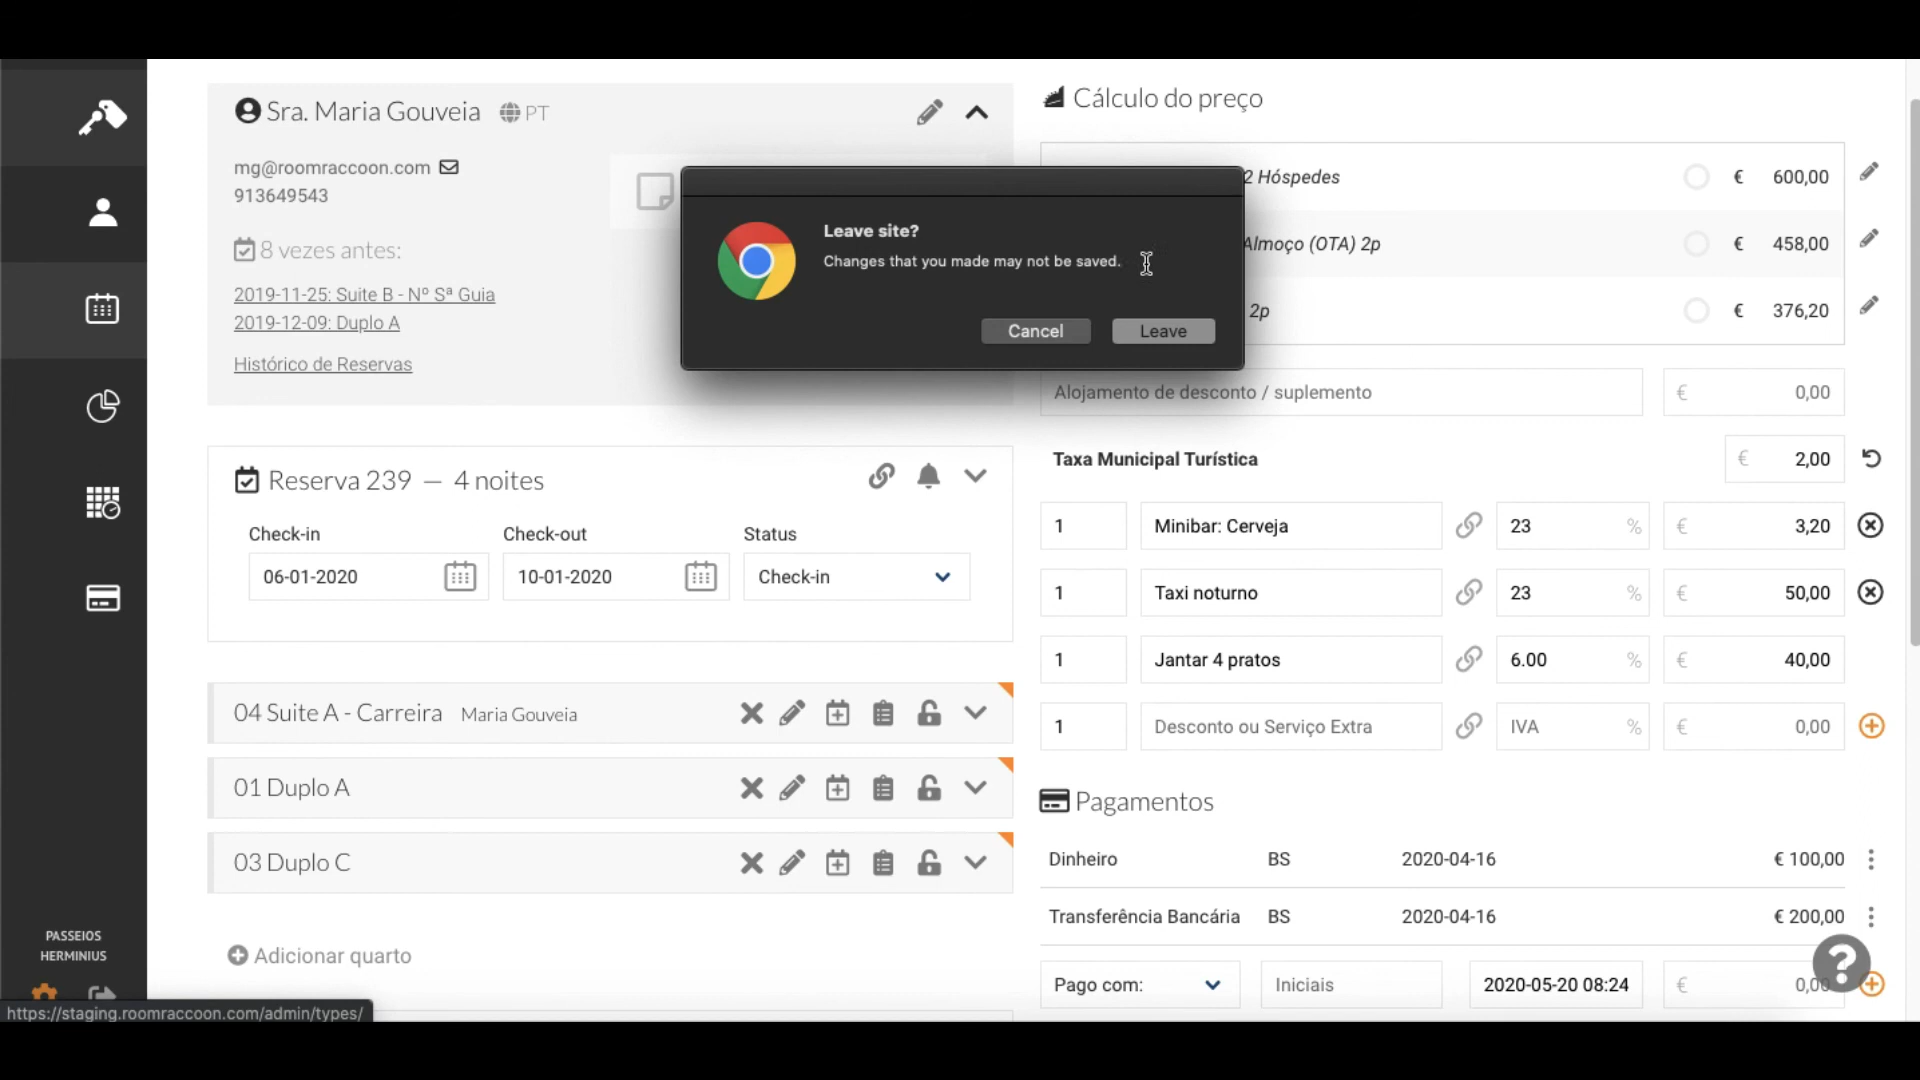 Sra. Maria Gouveia PT
mg@roomraccoon.com
913649543
8 vezes antes:
2019-11-25: Suite B - Nº Sª Guia
2019-12-09: Duplo A
Histórico de Reservas
Leave site?
Changes that you made may not be saved.
Cancel Leave
Reserva 239 — 4 noites
Check-in Check-out Status
06-01-2020 10-01-2020 Check-in
04 Suite A - Carreira Maria Gouveia
01 Duplo A
03 Duplo C
Adicionar quarto
Cálculo do preço
2 Hóspedes € 600,00
Almoço (OTA) 2p € 458,00
2p € 376,20
Alojamento de desconto / suplemento € 0,00
Taxa Municipal Turística € 2,00
1 Minibar: Cerveja 23 % € 3,20
1 Taxi noturno 23 % € 50,00
1 Jantar 4 pratos 6.00 % € 40,00
1 Desconto ou Serviço Extra IVA % € 0,00
Pagamentos
Dinheiro BS 2020-04-16 € 100,00
Transferência Bancária BS 2020-04-16 € 200,00
Pago com: Iniciais 2020-05-20 08:24 € 0,00
?
PASSEIOS
HERMINIUS
https://staging.roomraccoon.com/admin/types/